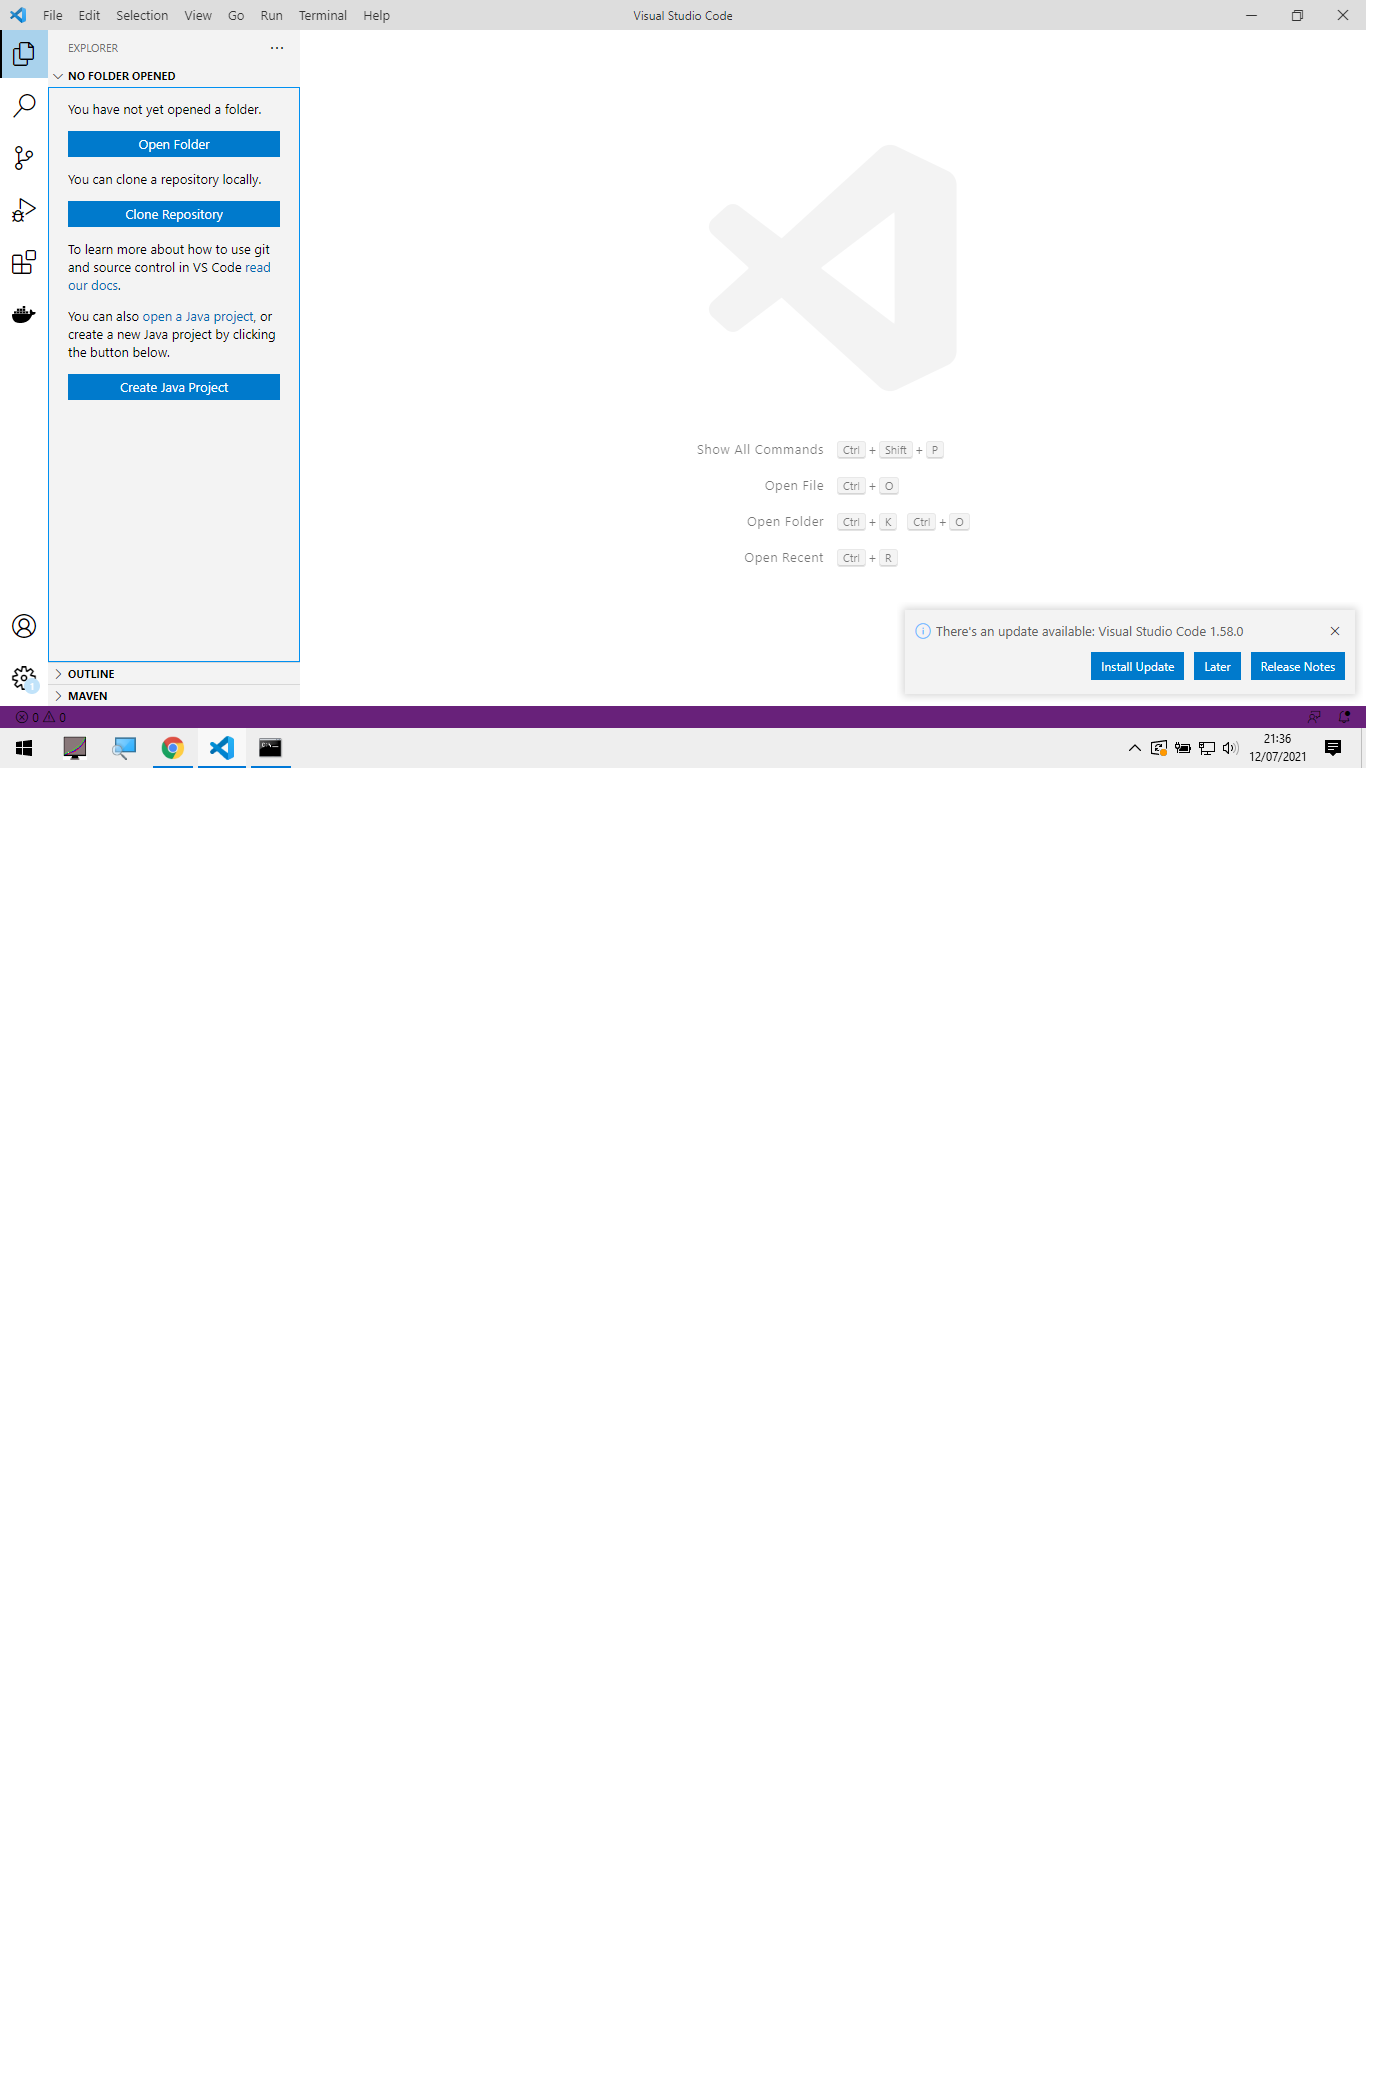 File Edit Selection View Go Run Terminal Help
Visual Studio Code
EXPLORER
NO FOLDER OPENED
You have not yet opened a folder.
Open Folder
You can clone a repository locally.
Clone Repository
To learn more about how to use git
and source control in VS Code read
our docs.
You can also open a Java project, or
create a new Java project by clicking
the button below.
Create Java Project
OUTLINE
MAVEN
Show All Commands Ctrl + Shift + P
Open File Ctrl + O
Open Folder Ctrl + K Ctrl + O
Open Recent Ctrl + R
There's an update available: Visual Studio Code 1.58.0
Install Update Later Release Notes
1
0 0
21:36
12/07/2021